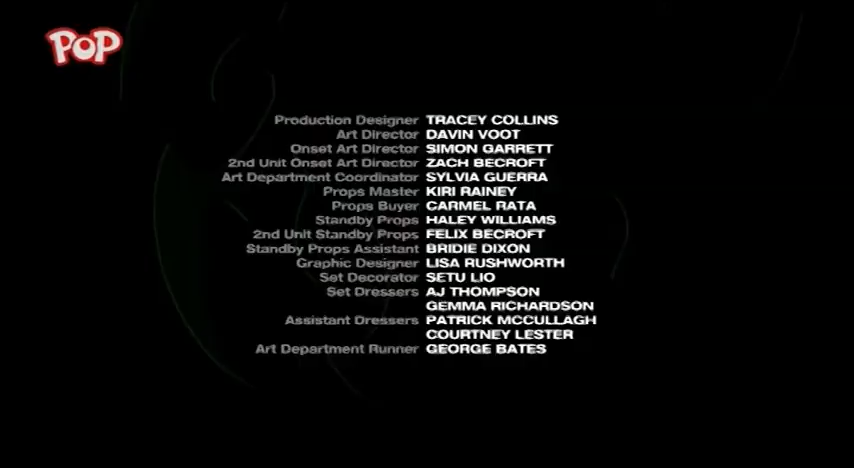 POP
Production Designer TRACEY COLLINS
Art Director DAVIN VOOT
Onset Art Director SIMON GARRETT
2nd Unit Onset Art Director ZACH BECROFT
Art Department Coordinator SYLVIA GUERRA
Props Master KIRI RAINEY
Props Buyer CARMEL RATA
Standby Props HALEY WILLIAMS
2nd Unit Standby Props FELIX BECROFT
Standby Props Assistant BRIDIE DIXON
Graphic Designer LISA RUSHWORTH
Set Decorator SETU LIO
Set Dressers AJ THOMPSON
GEMMA RICHARDSON
Assistant Dressers PATRICK MCCULLAGH
COURTNEY LESTER
Art Department Runner GEORGE BATES